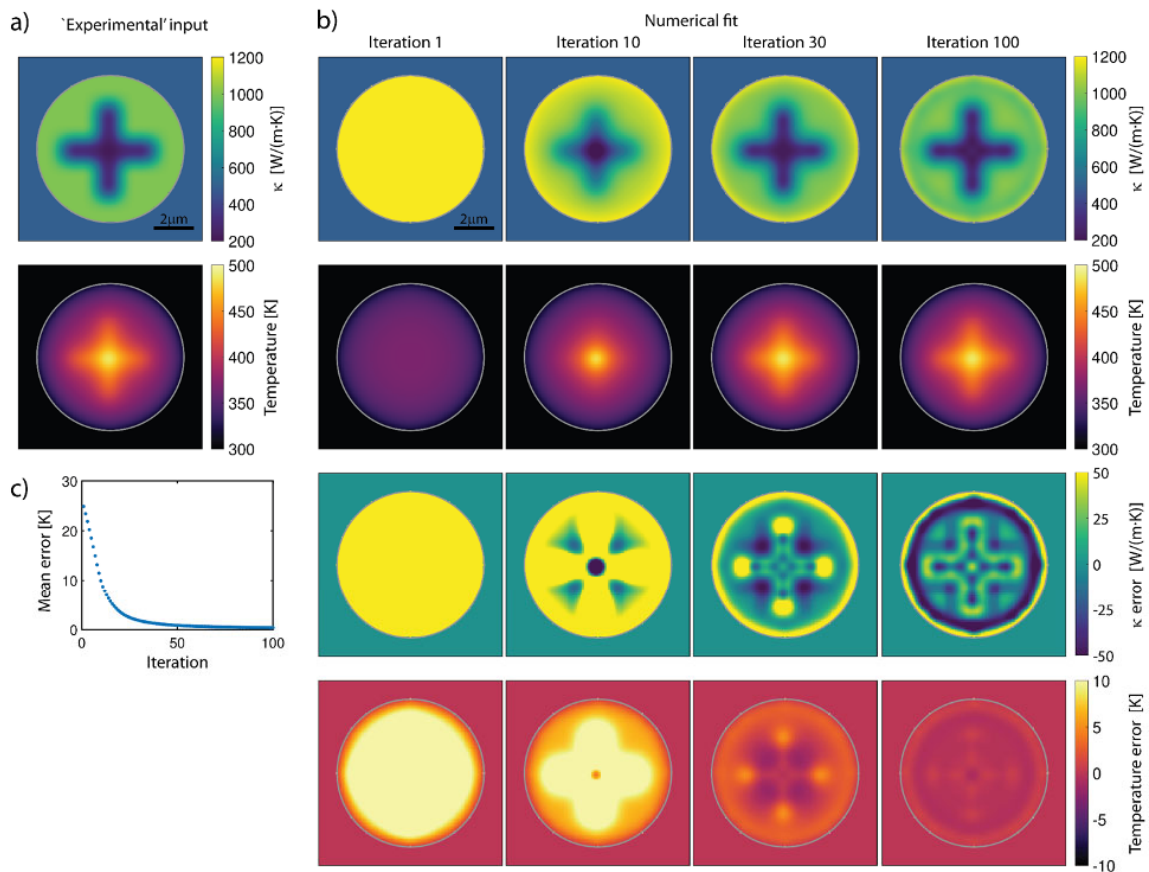 a)
`Experimental' input
1200
1000
800
600
400
200
κ [W/(m·K)]
2μm
500
450
400
350
300
Temperature [K]
b)
Numerical fit
Iteration 1
Iteration 10
Iteration 30
Iteration 100
2μm
1200
1000
800
600
400
200
κ [W/(m·K)]
500
450
400
350
300
Temperature [K]
50
25
0
-25
-50
κ error [W/(m·K)]
10
5
0
-5
-10
Temperature error [K]
c)
30
20
10
0
Mean error [K]
0
50
100
Iteration